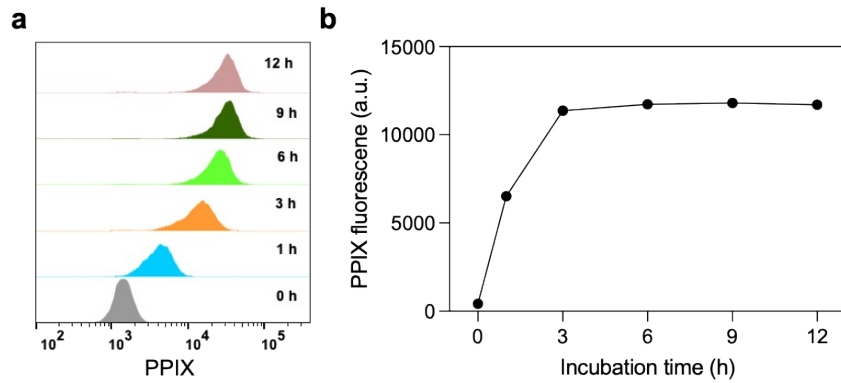 a
12 h
9 h
6 h
3 h
1 h
0 h
10^2 10^3 10^4 10^5
PPIX
b
PPIX fluorescene (a.u.)
15000
10000
5000
0
0 3 6 9 12
Incubation time (h)